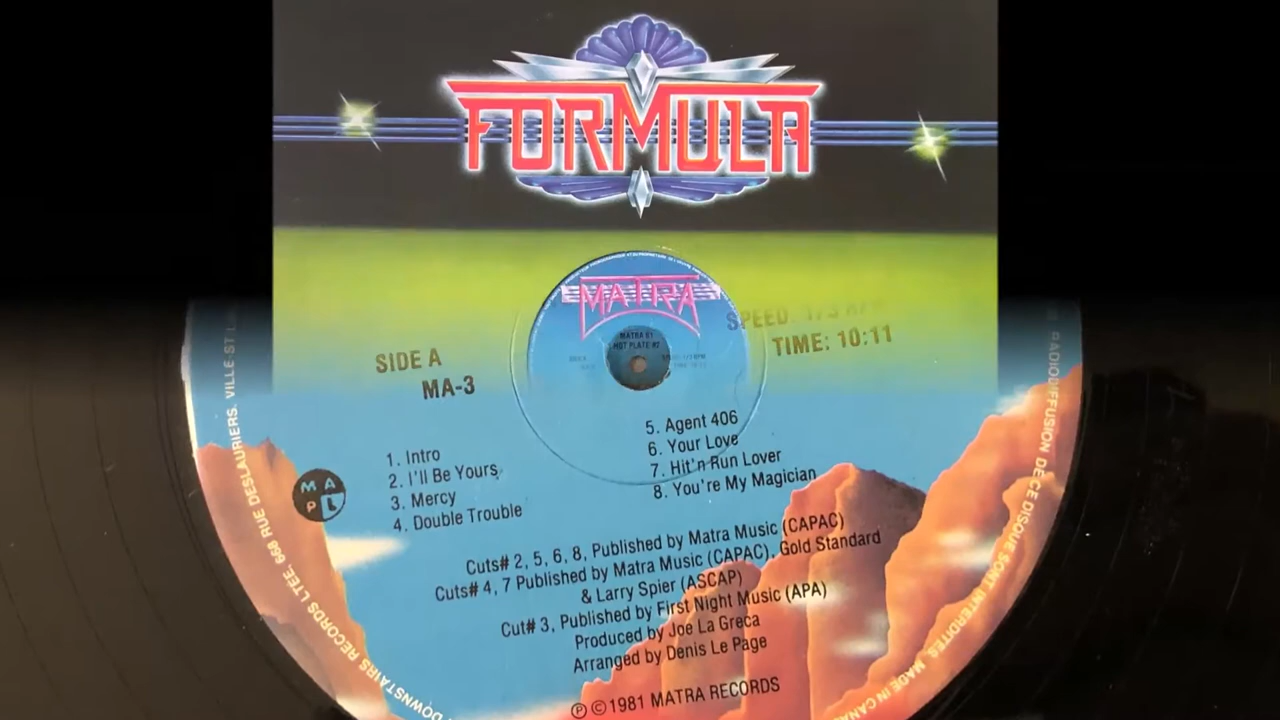 FORMULA
MATRA
MATRA 81
HOT PLATE #2
SIDE A
MA-3
SPEED: 1/3 RPM
TIME: 10:11
1. Intro
2. I'll Be Yours
3. Mercy
4. Double Trouble
5. Agent 406
6. Your Love
7. Hit'n Run Lover
8. You're My Magician
MAPL
Cuts# 2, 5, 6, 8, Published by Matra Music (CAPAC)
Cuts# 4, 7 Published by Matra Music (CAPAC), Gold Standard
& Larry Spier (ASCAP)
Cut# 3, Published by First Night Music (APA)
Produced by Joe La Greca
Arranged by Denis Le Page
Ⓟ©1981 MATRA RECORDS
DOWNSTAIRS RECORDS LTEE, 668 RUE DESLAURIERS, VILLE ST
RADIODIFFUSION DE CE DISQUE SONT INTERDITES. MADE IN CANA